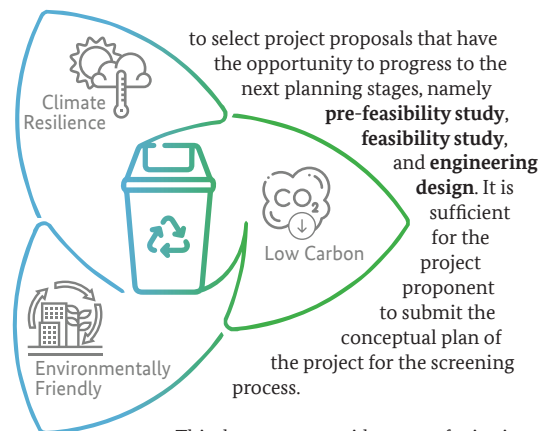 to select project proposals that have
the opportunity to progress to the
next planning stages, namely
pre-feasibility study,
feasibility study,
and engineering
design. It is
sufficient
for the
project
proponent
to submit the
conceptual plan of
the project for the screening
process.
Climate
Resilience
CO₂
Low Carbon
Environmentally
Friendly